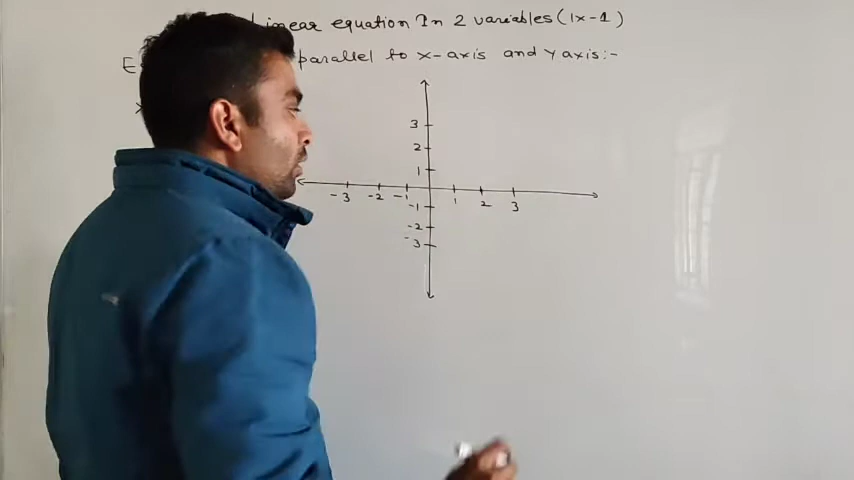 Linear equation In 2 variables (IX-1)
E parallel to x-axis and Y axis:-
x
3
2
1
-3 -2 -1 1 2 3
-1
-2
-3